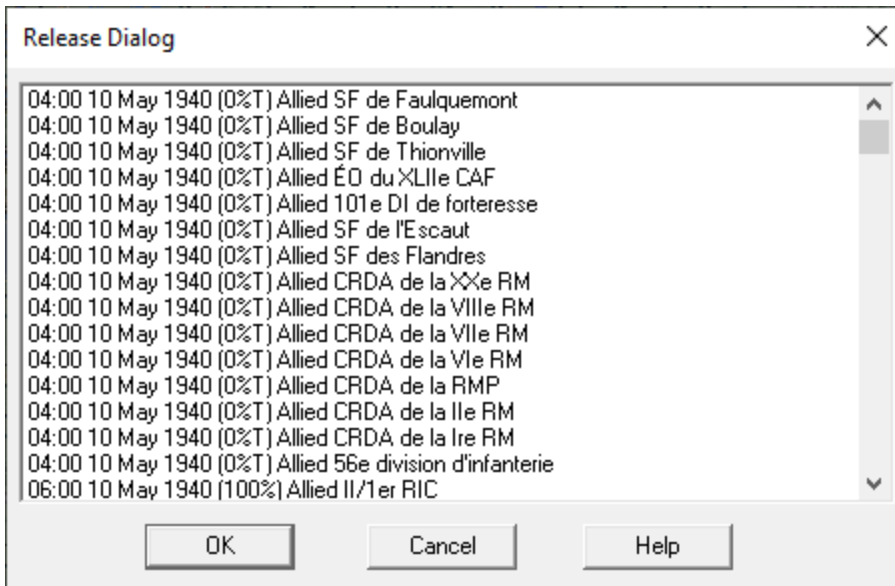 Release Dialog
04:00 10 May 1940 (0%T) Allied SF de Faulquemont
04:00 10 May 1940 (0%T) Allied SF de Boulay
04:00 10 May 1940 (0%T) Allied SF de Thionville
04:00 10 May 1940 (0%T) Allied ÉO du XLIIe CAF
04:00 10 May 1940 (0%T) Allied 101e DI de forteresse
04:00 10 May 1940 (0%T) Allied SF de l'Escaut
04:00 10 May 1940 (0%T) Allied SF des Flandres
04:00 10 May 1940 (0%T) Allied CRDA de la XXe RM
04:00 10 May 1940 (0%T) Allied CRDA de la VIIIe RM
04:00 10 May 1940 (0%T) Allied CRDA de la VIIe RM
04:00 10 May 1940 (0%T) Allied CRDA de la VIe RM
04:00 10 May 1940 (0%T) Allied CRDA de la RMP
04:00 10 May 1940 (0%T) Allied CRDA de la IIe RM
04:00 10 May 1940 (0%T) Allied CRDA de la Ire RM
04:00 10 May 1940 (0%T) Allied 56e division d'infanterie
06:00 10 May 1940 (100%) Allied II/1er RIC
OK Cancel Help